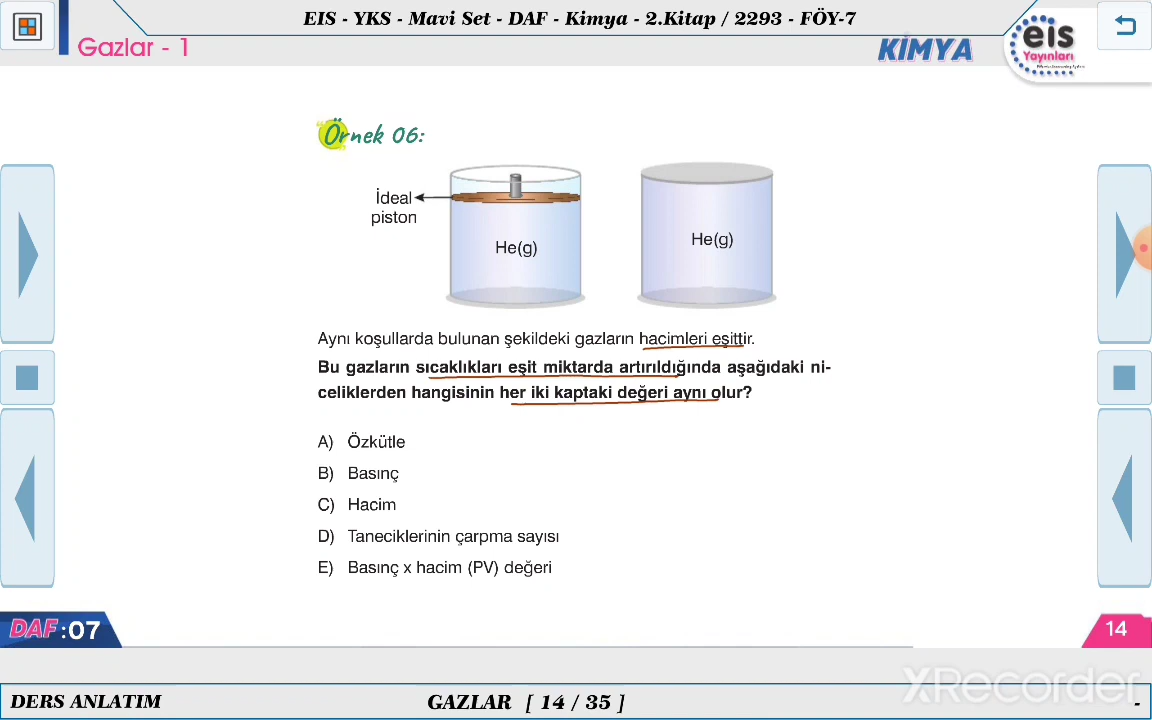 EIS - YKS - Mavi Set - DAF - Kimya - 2.Kitap / 2293 - FÖY-7
Gazlar - 1
KİMYA
eis
Yayınları
Örnek 06:
İdeal
piston
He(g)
He(g)
Aynı koşullarda bulunan şekildeki gazların hacimleri eşittir.
Bu gazların sıcaklıkları eşit miktarda artırıldığında aşağıdaki ni-
celiklerden hangisinin her iki kaptaki değeri aynı olur?
A) Özkütle
B) Basınç
C) Hacim
D) Taneciklerinin çarpma sayısı
E) Basınç x hacim (PV) değeri
DAF:07
14
XRecorder
DERS ANLATIM
GAZLAR [ 14 / 35 ]
-